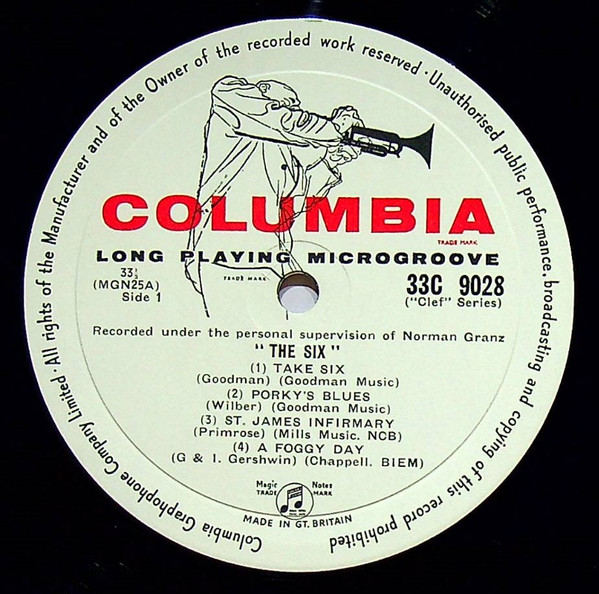 All rights of the Manufacturer and of the Owner of the recorded work reserved · Unauthorised public performance, broadcasting and copying of this record prohibited
Columbia Graphophone Company Limited ·
COLUMBIA
TRADE MARK
LONG PLAYING MICROGROOVE
33⅓
(MGN25A)
Side 1
TRADE-MARK
33C 9028
("Clef" Series)
Recorded under the personal supervision of Norman Granz
"THE SIX"
(1) TAKE SIX
(Goodman) (Goodman Music)
(2) PORKY'S BLUES
(Wilber) (Goodman Music)
(3) ST. JAMES INFIRMARY
(Primrose) (Mills Music. NCB)
(4) A FOGGY DAY
(G & I. Gershwin) (Chappell. BIEM)
Magic Notes
TRADE MARK
MADE IN GT. BRITAIN